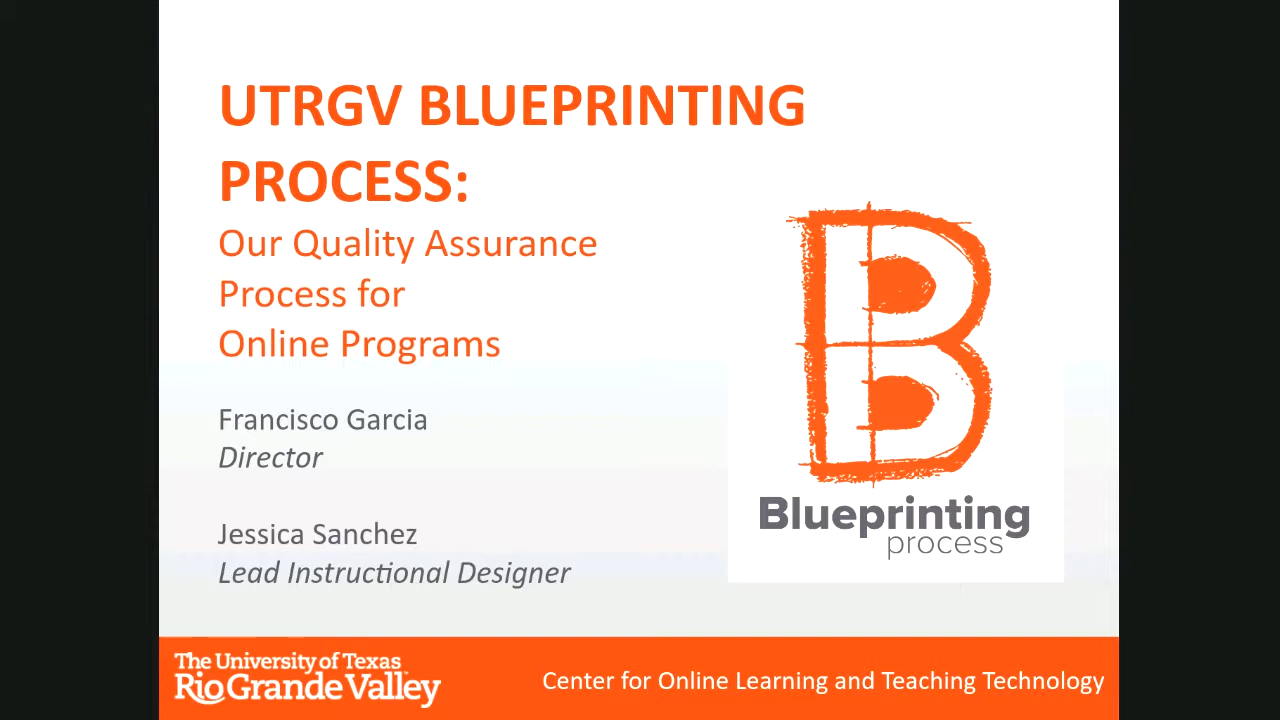 UTRGV BLUEPRINTING
PROCESS:
Our Quality Assurance
Process for
Online Programs
Francisco Garcia
Director
Jessica Sanchez
Lead Instructional Designer
B
Blueprinting
process
The University of Texas
Rio Grande Valley
Center for Online Learning and Teaching Technology